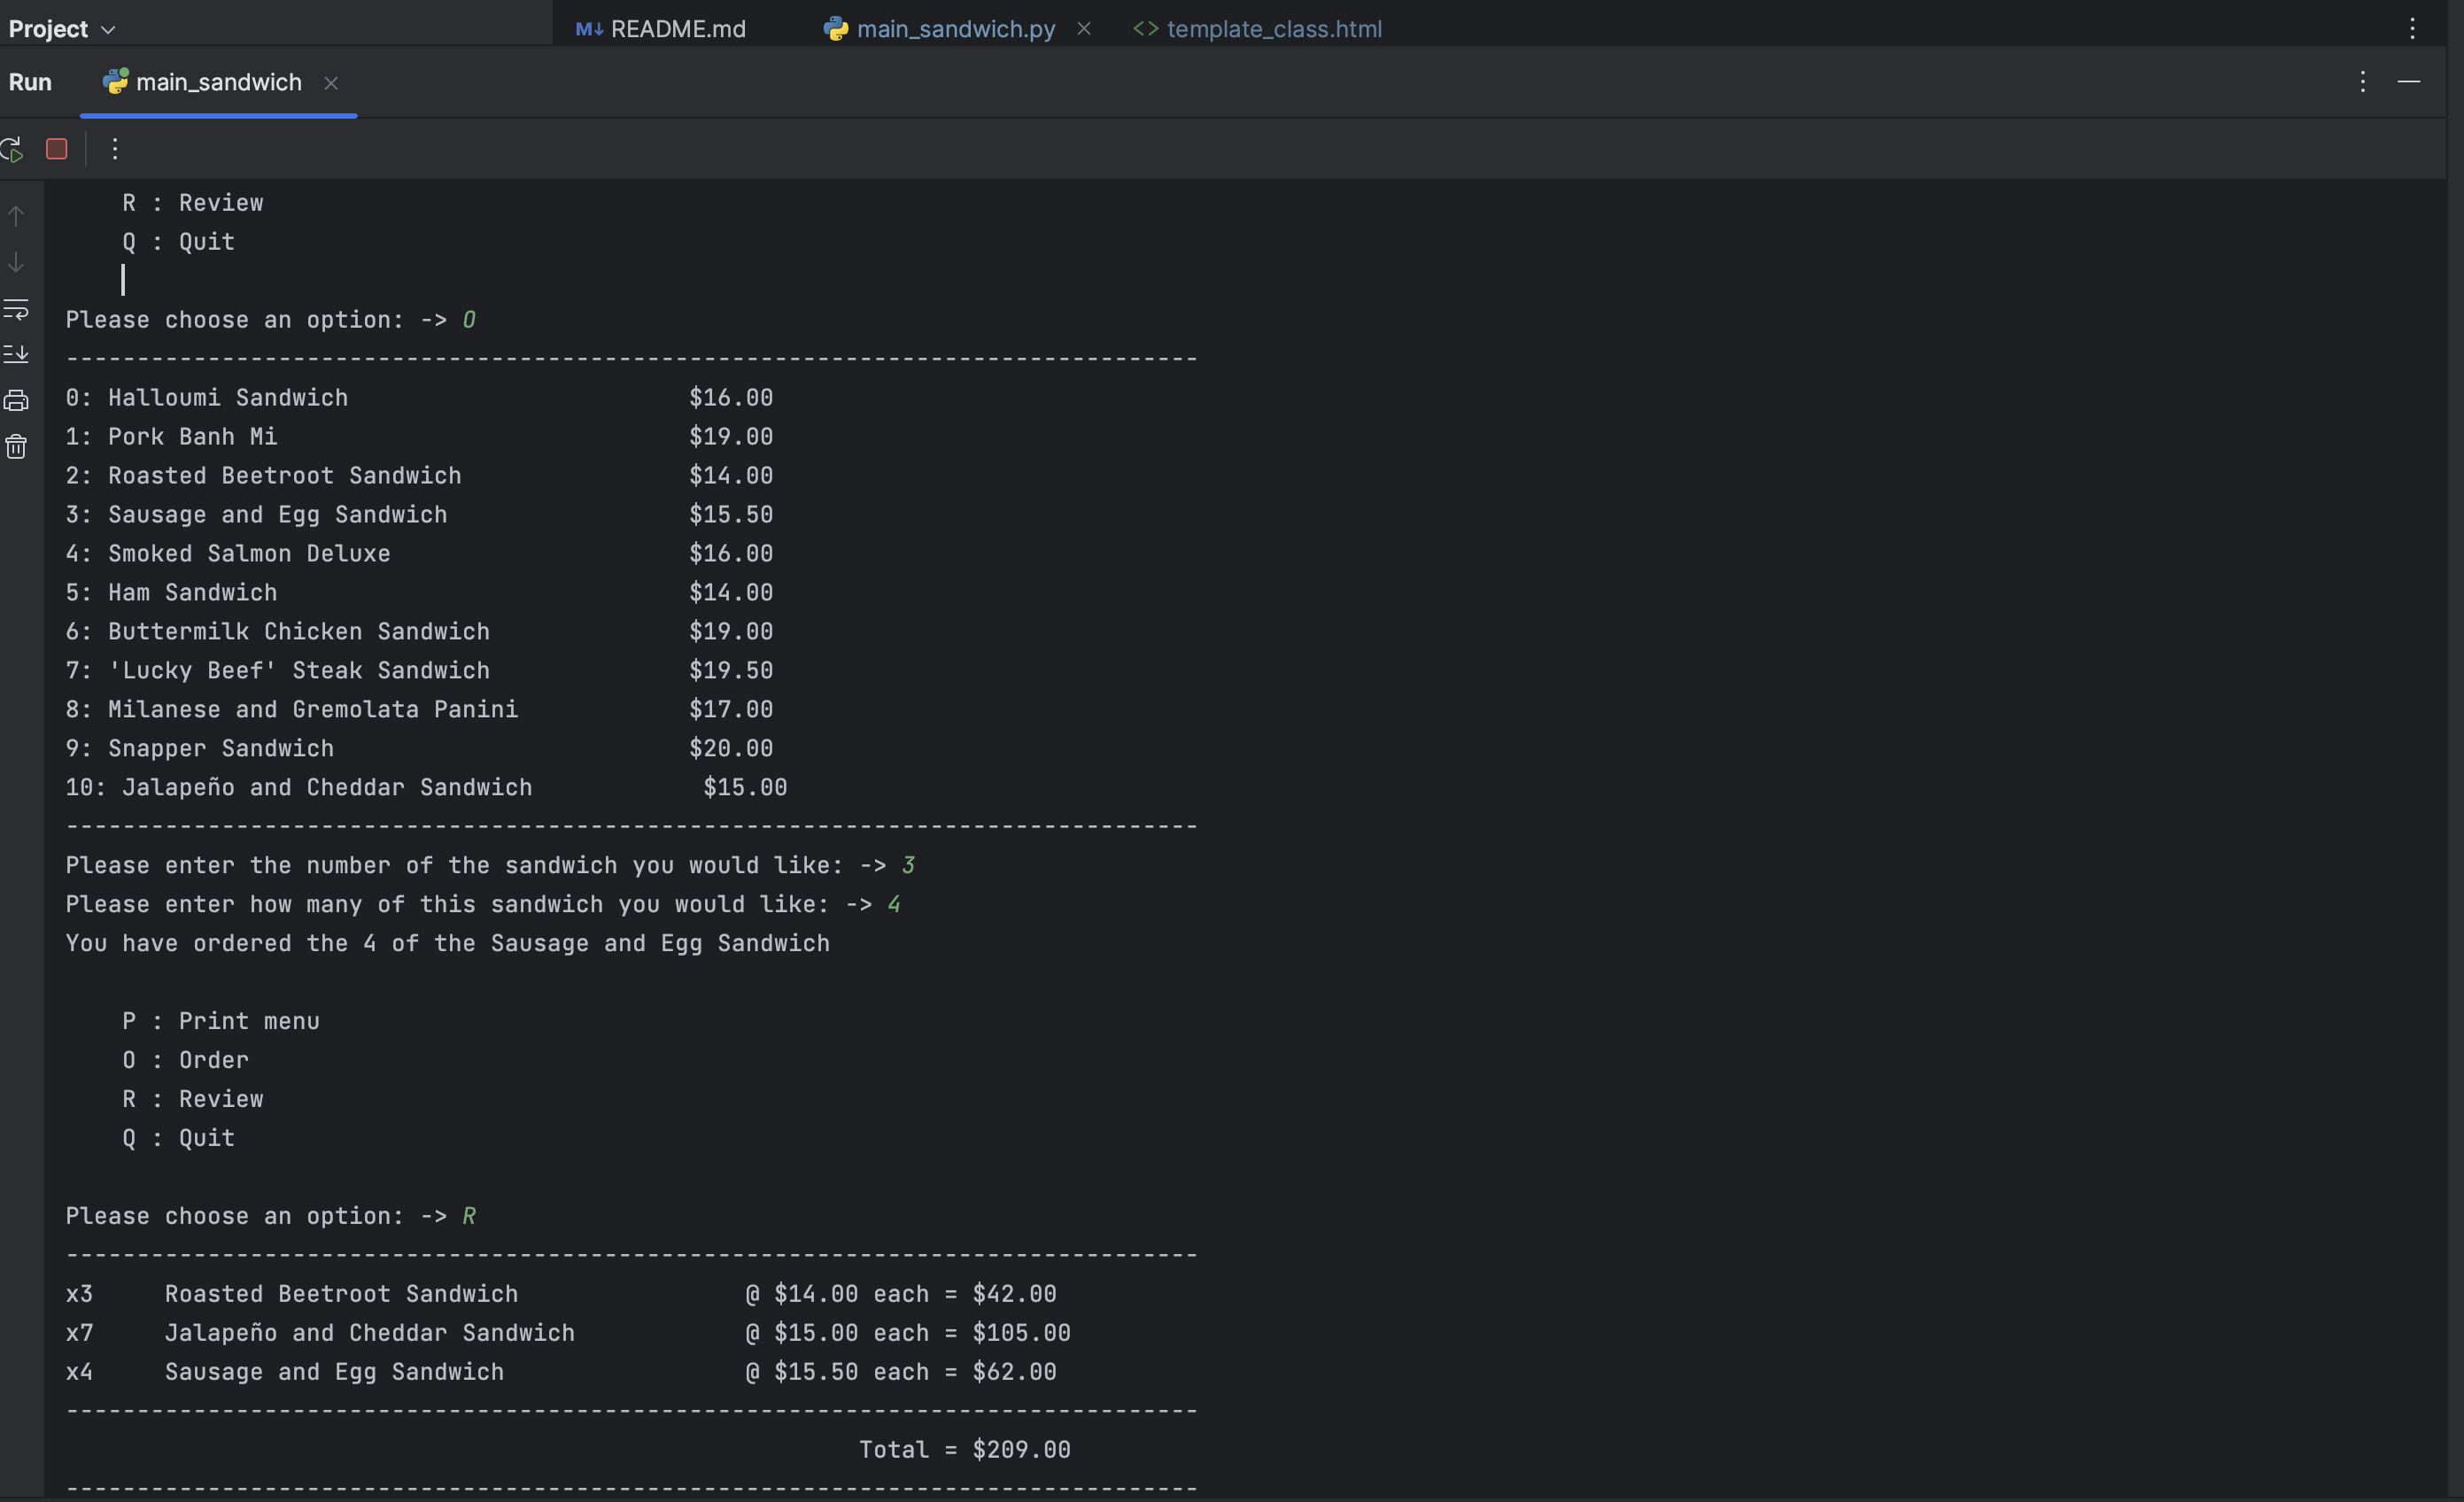 Project
README.md main_sandwich.py template_class.html
Run main_sandwich
R : Review
Q : Quit
Please choose an option: -> O
--------------------------------------------------------------------------------
0: Halloumi Sandwich $16.00
1: Pork Banh Mi $19.00
2: Roasted Beetroot Sandwich $14.00
3: Sausage and Egg Sandwich $15.50
4: Smoked Salmon Deluxe $16.00
5: Ham Sandwich $14.00
6: Buttermilk Chicken Sandwich $19.00
7: 'Lucky Beef' Steak Sandwich $19.50
8: Milanese and Gremolata Panini $17.00
9: Snapper Sandwich $20.00
10: Jalapeño and Cheddar Sandwich $15.00
--------------------------------------------------------------------------------
Please enter the number of the sandwich you would like: -> 3
Please enter how many of this sandwich you would like: -> 4
You have ordered the 4 of the Sausage and Egg Sandwich
P : Print menu
O : Order
R : Review
Q : Quit
Please choose an option: -> R
--------------------------------------------------------------------------------
x3 Roasted Beetroot Sandwich @ $14.00 each = $42.00
x7 Jalapeño and Cheddar Sandwich @ $15.00 each = $105.00
x4 Sausage and Egg Sandwich @ $15.50 each = $62.00
--------------------------------------------------------------------------------
Total = $209.00
--------------------------------------------------------------------------------